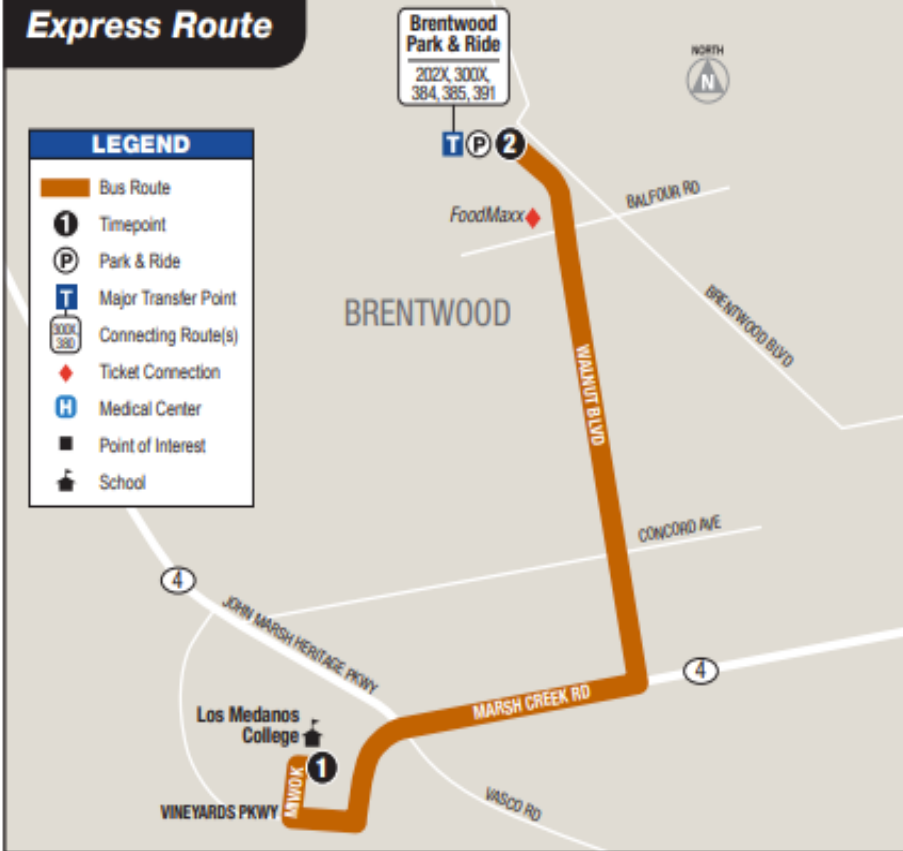 Express Route
Brentwood
Park & Ride
202X, 300X,
384, 385, 391
NORTH
N
T
P
2
LEGEND
Bus Route
1
Timepoint
P
Park & Ride
T
Major Transfer Point
300X
380
Connecting Route(s)
Ticket Connection
H
Medical Center
Point of Interest
School
FoodMaxx
BALFOUR RD
BRENTWOOD
BRENTWOOD BLVD
WALNUT BLVD
CONCORD AVE
4
JOHN MARSH HERITAGE PKWY
4
MARSH CREEK RD
Los Medanos
College
1
MIWOK
VINEYARDS PKWY
VASCO RD